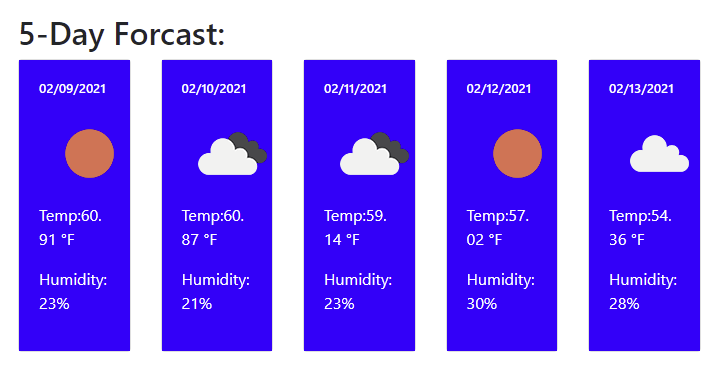 5-Day Forcast:
02/09/2021
Temp:60.
91 °F
Humidity:
23%
02/10/2021
Temp:60.
87 °F
Humidity:
21%
02/11/2021
Temp:59.
14 °F
Humidity:
23%
02/12/2021
Temp:57.
02 °F
Humidity:
30%
02/13/2021
Temp:54.
36 °F
Humidity:
28%